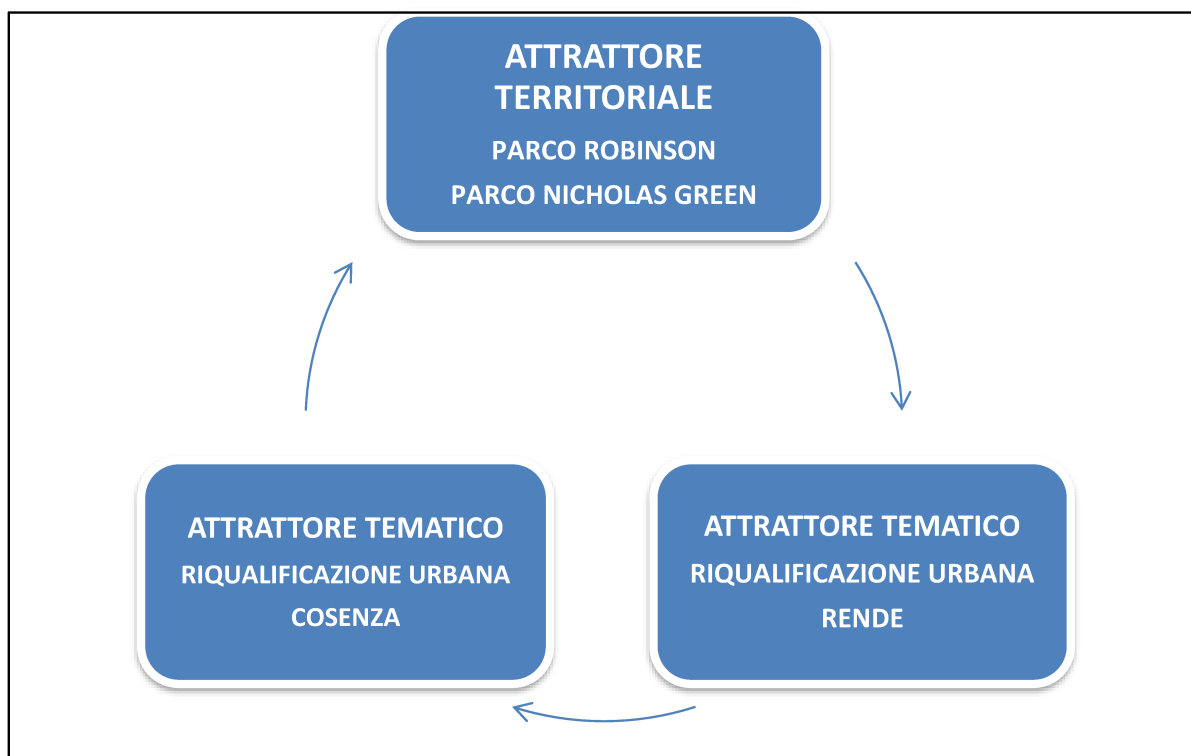 ATTRATTORE
TERRITORIALE
PARCO ROBINSON
PARCO NICHOLAS GREEN
ATTRATTORE TEMATICO
RIQUALIFICAZIONE URBANA
COSENZA
ATTRATTORE TEMATICO
RIQUALIFICAZIONE URBANA
RENDE